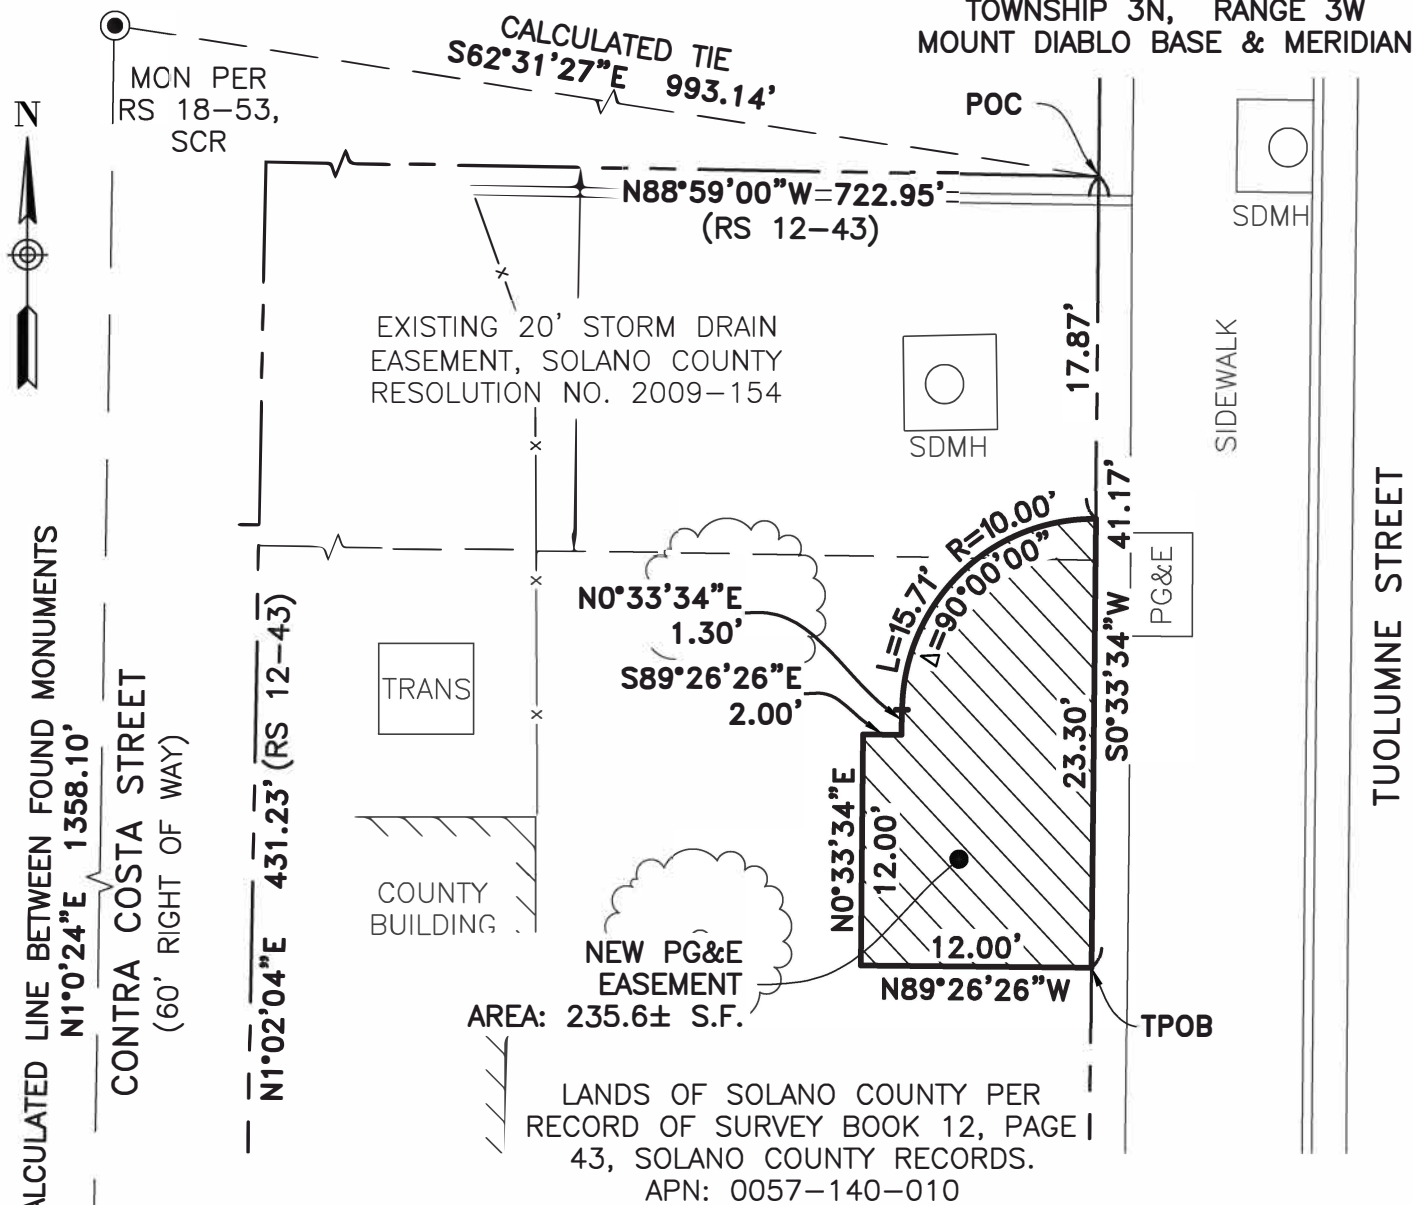 TOWNSHIP 3N, RANGE 3W
MOUNT DIABLO BASE & MERIDIAN
CALCULATED TIE
S62°31'27"E 993.14'
MON PER
RS 18-53,
SCR
N
POC
SDMH
N88°59'00"W 722.95'
(RS 12-43)
EXISTING 20' STORM DRAIN
EASEMENT, SOLANO COUNTY
RESOLUTION NO. 2009-154
17.87'
SIDEWALK
SDMH
S0°33'34"W 41.17'
PG&E
TUOLUMNE STREET
R=10.00'
L=15.71'
Δ=90°00'00"
N0°33'34"E
1.30'
S89°26'26"E
2.00'
TRANS
23.30'
N0°33'34"E
12.00'
12.00'
N89°26'26"W
COUNTY
BUILDING
NEW PG&E
EASEMENT
AREA: 235.6± S.F.
TPOB
ALCULATED LINE BETWEEN FOUND MONUMENTS
N1°0'24"E 1358.10'
CONTRA COSTA STREET
(60' RIGHT OF WAY)
N1°02'04"E 431.23' (RS 12-43)
LANDS OF SOLANO COUNTY PER
RECORD OF SURVEY BOOK 12, PAGE
43, SOLANO COUNTY RECORDS.
APN: 0057-140-010